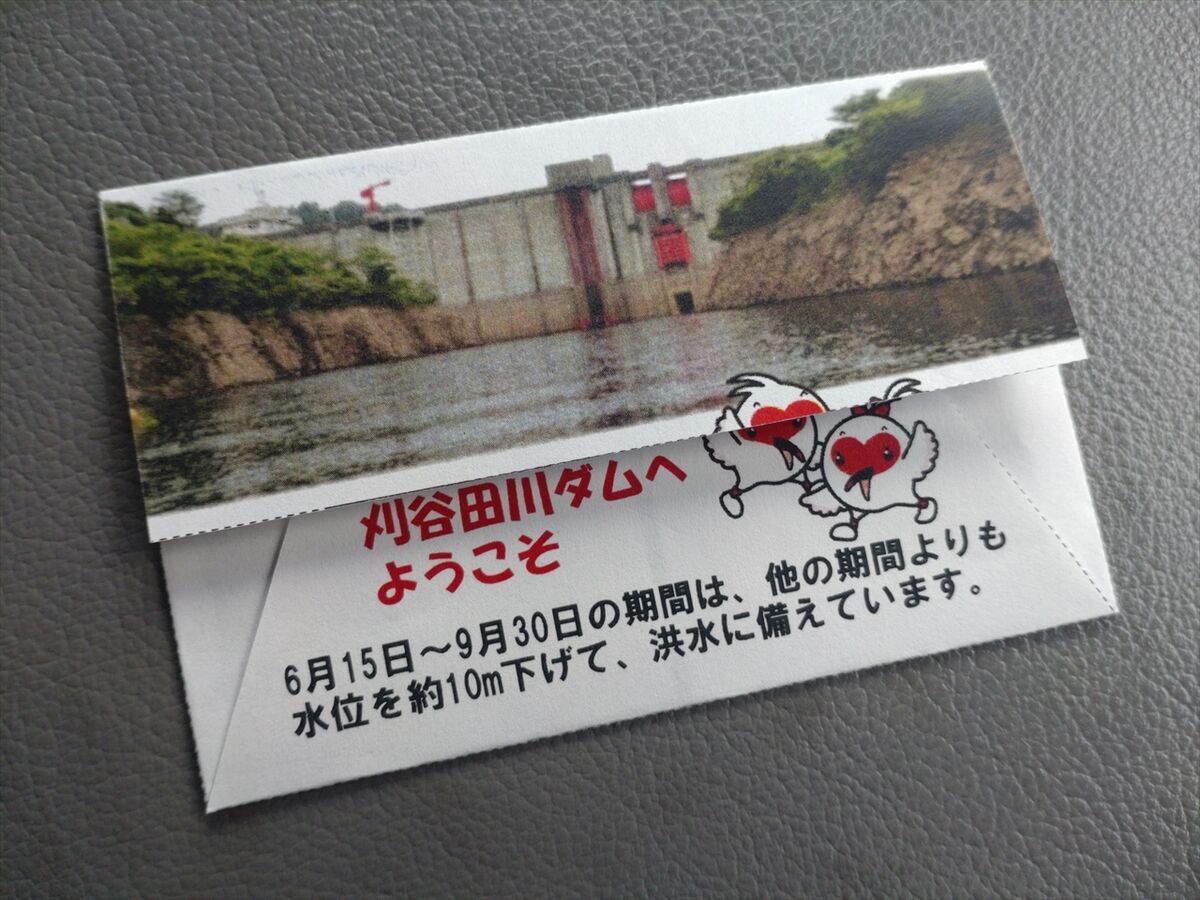 刈谷田川ダムへ
ようこそ
6月15日～9月30日の期間は、他の期間よりも
水位を約10m下げて、洪水に備えています。